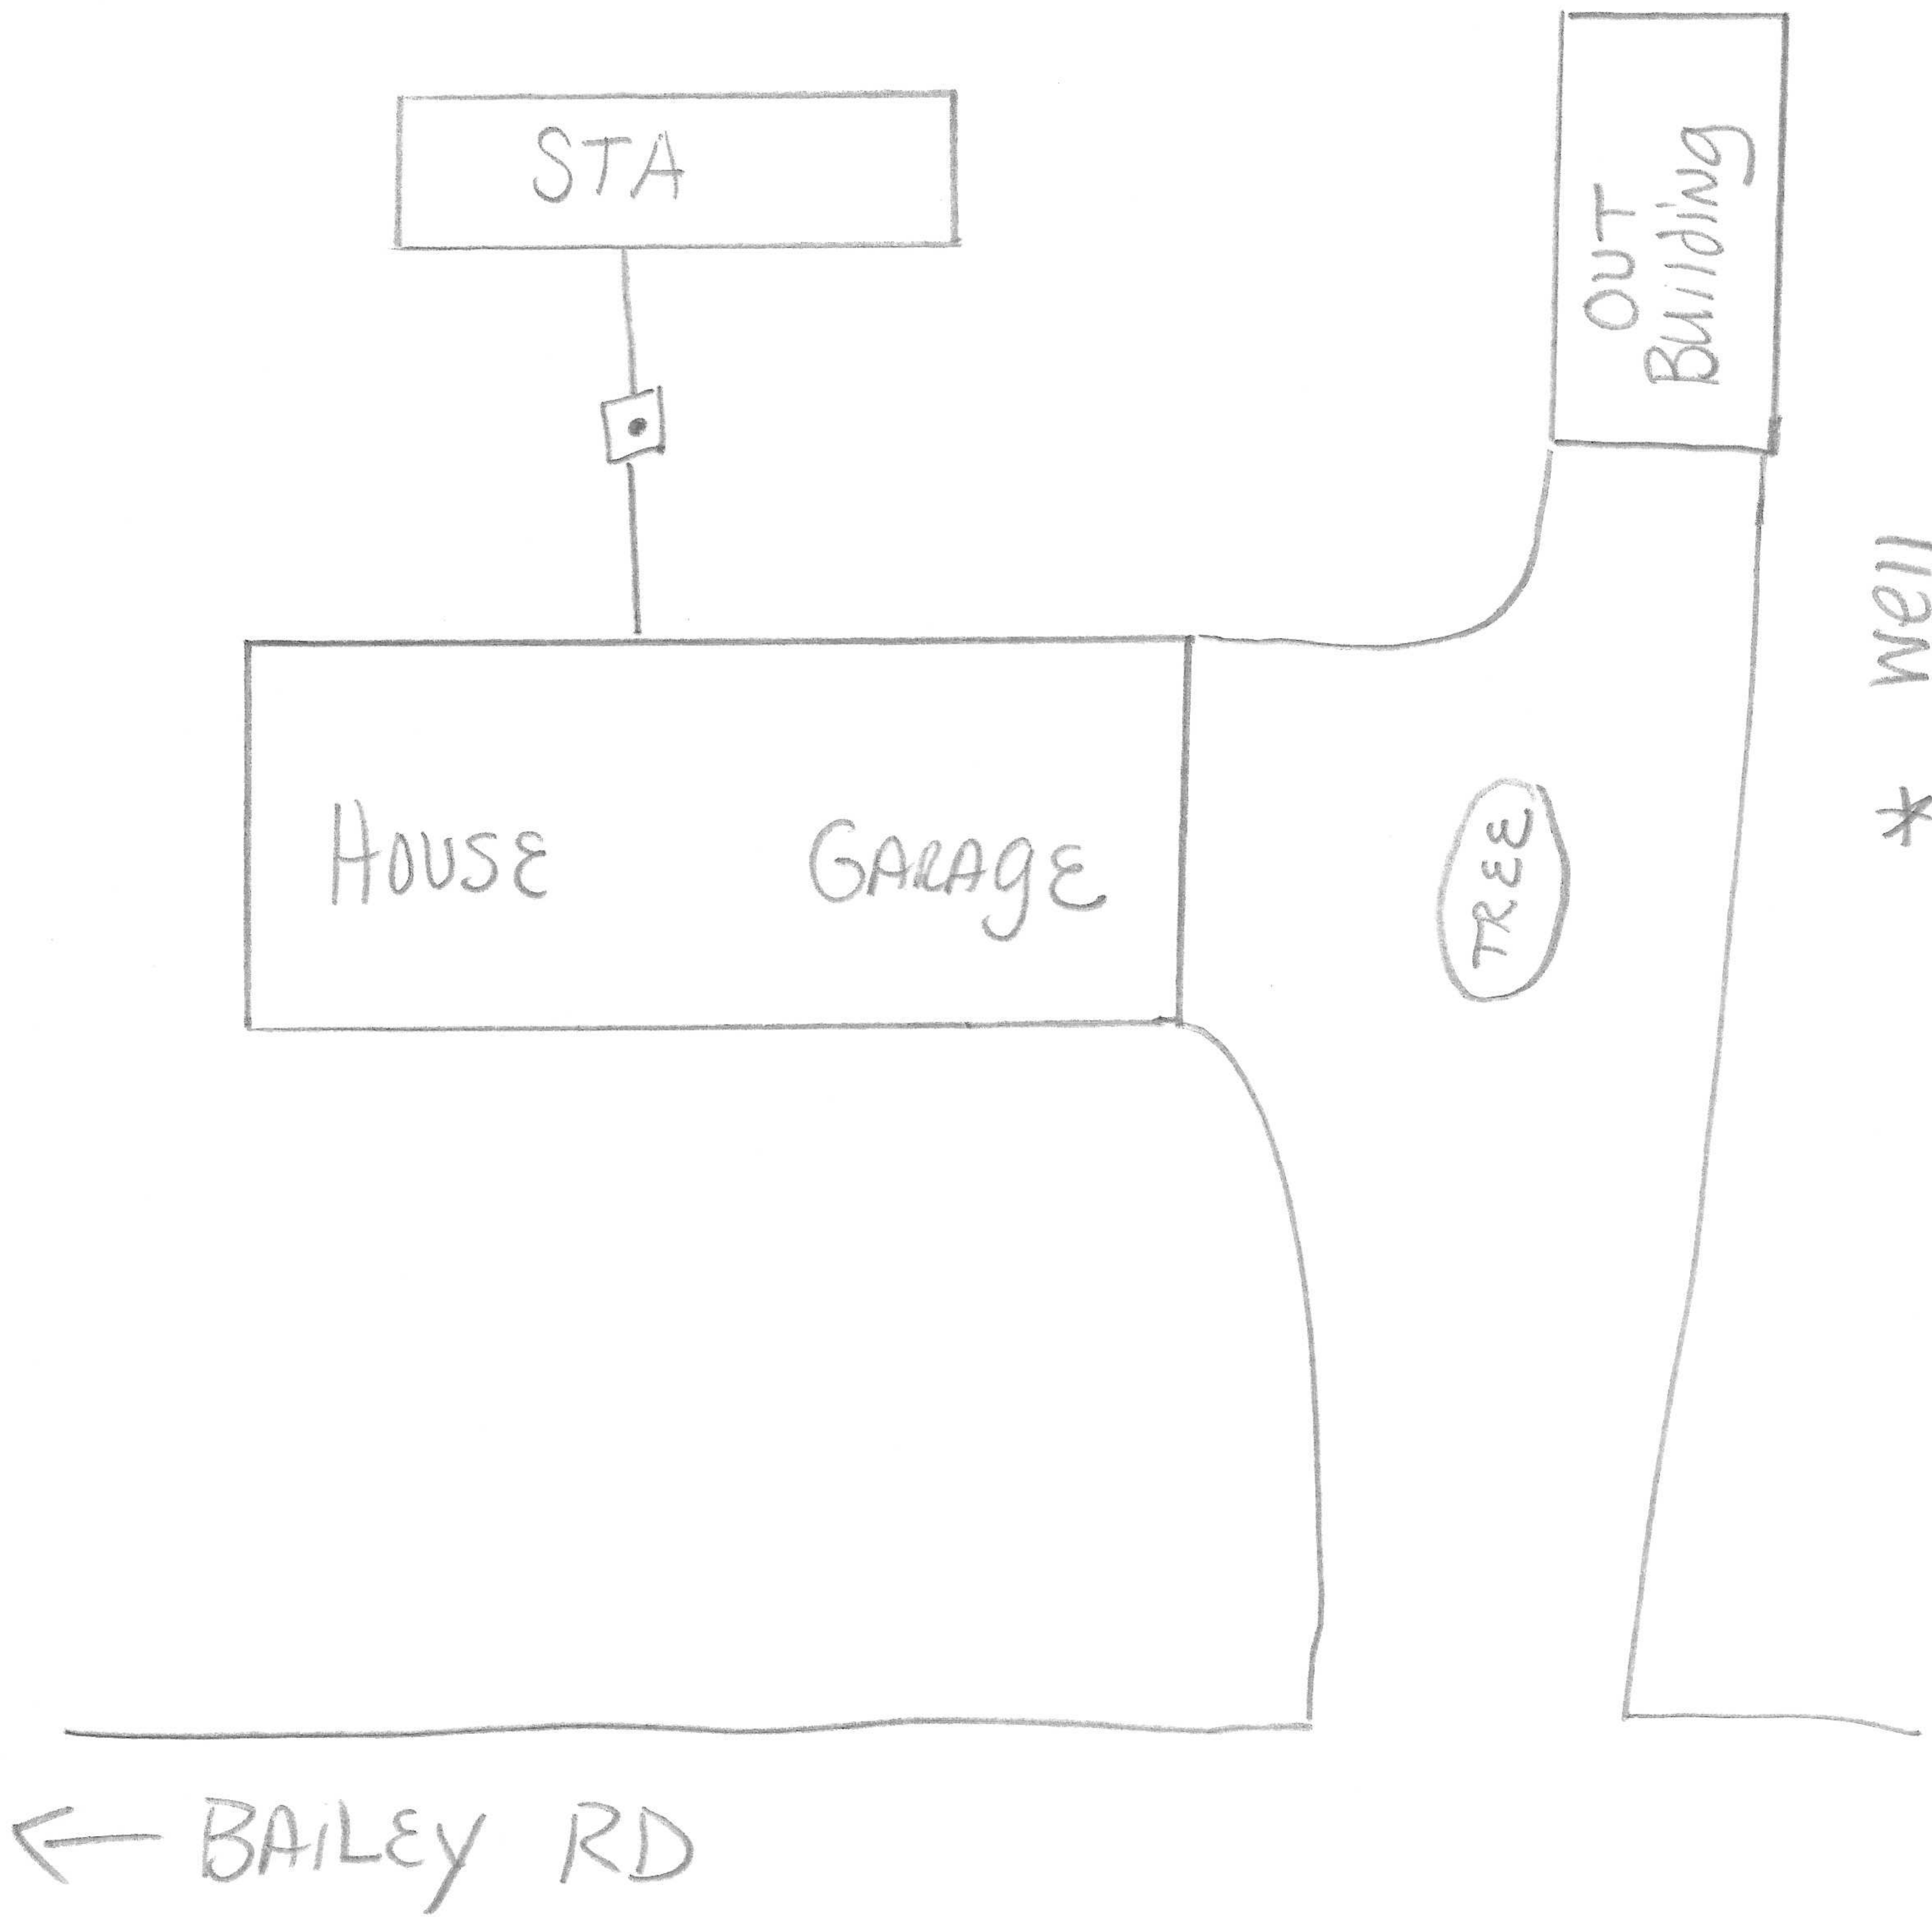 STA
OUT
Building
Well
*
HOUSE GARAGE
TREE
← BAILEY RD